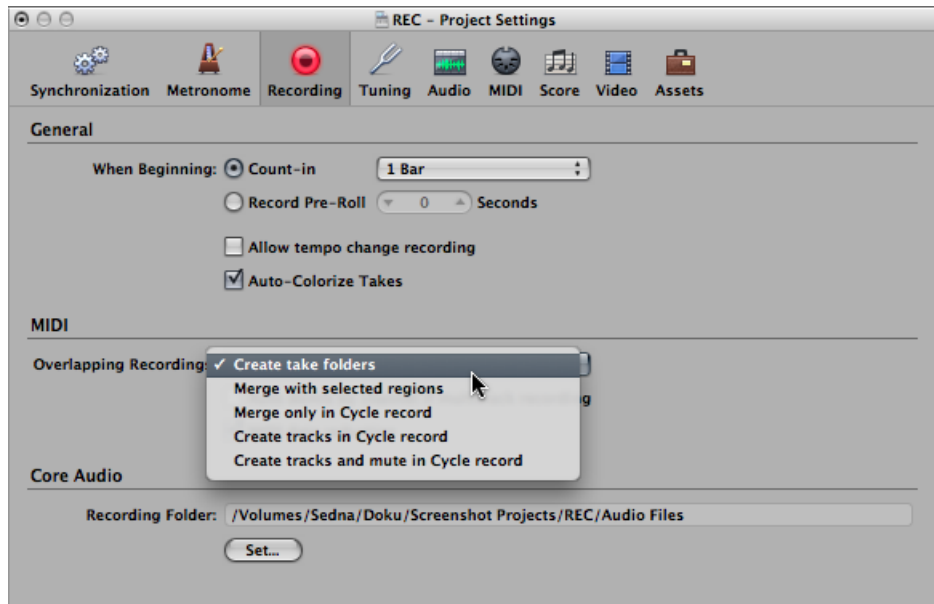 REC – Project Settings
Synchronization Metronome Recording Tuning Audio MIDI Score Video Assets
General
When Beginning: Count-in 1 Bar
Record Pre-Roll 0 Seconds
Allow tempo change recording
Auto-Colorize Takes
MIDI
Overlapping Recording ✓ Create take folders
Merge with selected regions
Merge only in Cycle record
Create tracks in Cycle record
Create tracks and mute in Cycle record
Core Audio
Recording Folder: /Volumes/Sedna/Doku/Screenshot Projects/REC/Audio Files
Set...